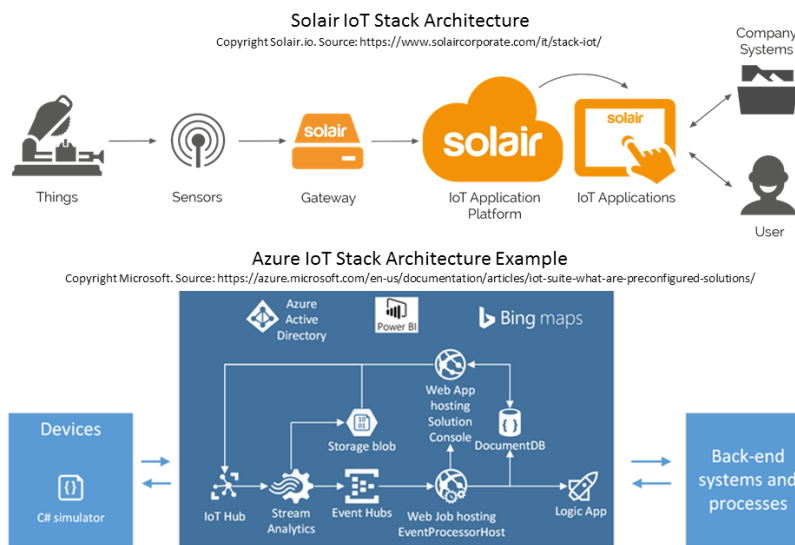 Solair IoT Stack Architecture
Copyright Solair.io. Source: https://www.solaircorporate.com/it/stack-iot/
Company
Systems
solair
solair
solair
Things
Sensors
Gateway
IoT Application
Platform
IoT Applications
User
Azure IoT Stack Architecture Example
Copyright Microsoft. Source: https://azure.microsoft.com/en-us/documentation/articles/iot-suite-what-are-preconfigured-solutions/
Azure
Active
Directory
Power BI
Bing maps
Web App
hosting
Solution
Console
10
01
Storage blob
{ }
DocumentDB
Devices
{}
C# simulator
IoT Hub
Stream
Analytics
Event Hubs
Web Job hosting
EventProcessorHost
Logic App
Back-end
systems and
processes